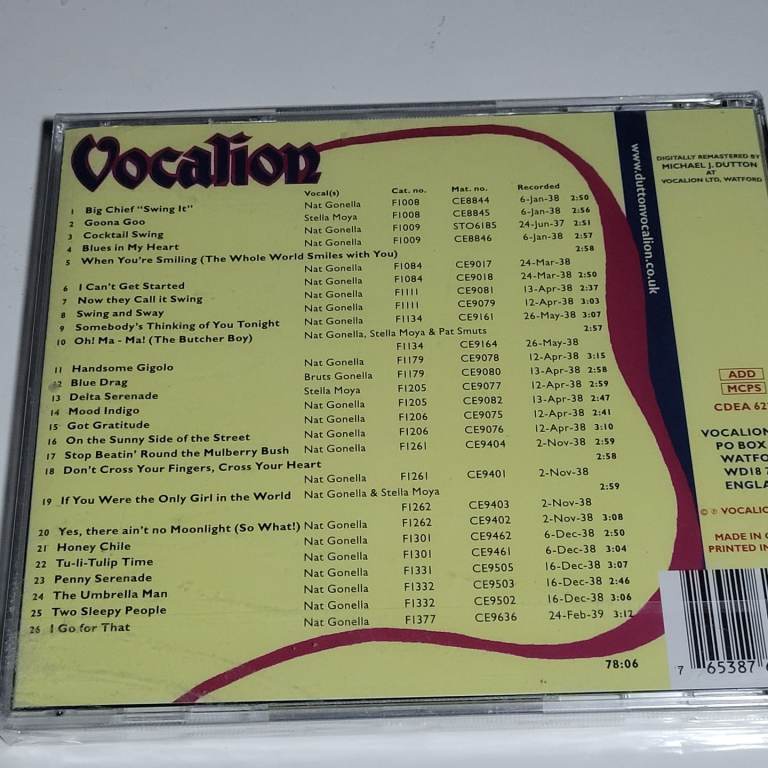 Vocalion
Vocal(s) Cat. no. Mat. no. Recorded
1 Big Chief "Swing It" Nat Gonella F1008 CE8844 6-Jan-38 2:50
2 Goona Goo Stella Moya F1008 CE8845 6-Jan-38 2:56
3 Cocktail Swing Nat Gonella F1009 STO6185 24-Jun-37 2:51
4 Blues in My Heart Nat Gonella F1009 CE8846 6-Jan-38 2:57
5 When You're Smiling (The Whole World Smiles with You) 2:58
Nat Gonella F1084 CE9017 24-Mar-38
6 I Can't Get Started Nat Gonella F1084 CE9018 24-Mar-38 2:50
7 Now they Call it Swing Nat Gonella F1111 CE9081 13-Apr-38 2:37
8 Swing and Sway Nat Gonella F1111 CE9079 12-Apr-38 3:03
9 Somebody's Thinking of You Tonight Nat Gonella F1134 CE9161 26-May-38 3:07
10 Oh! Ma - Ma! (The Butcher Boy) Nat Gonella, Stella Moya & Pat Smuts 2:57
F1134 CE9164 26-May-38
11 Handsome Gigolo Nat Gonella F1179 CE9078 12-Apr-38 3:15
12 Blue Drag Bruts Gonella F1179 CE9080 13-Apr-38 2:58
13 Delta Serenade Stella Moya F1205 CE9077 12-Apr-38 2:59
14 Mood Indigo Nat Gonella F1205 CE9082 13-Apr-38 2:47
15 Got Gratitude Nat Gonella F1206 CE9075 12-Apr-38 2:41
16 On the Sunny Side of the Street Nat Gonella F1206 CE9076 12-Apr-38 3:10
17 Stop Beatin' Round the Mulberry Bush Nat Gonella F1261 CE9404 2-Nov-38 2:59
18 Don't Cross Your Fingers, Cross Your Heart 2:58
Nat Gonella F1261 CE9401 2-Nov-38
19 If You Were the Only Girl in the World Nat Gonella & Stella Moya 2:59
F1262 CE9403 2-Nov-38
20 Yes, there ain't no Moonlight (So What!) Nat Gonella F1262 CE9402 2-Nov-38 3:08
21 Honey Chile Nat Gonella F1301 CE9462 6-Dec-38 2:50
22 Tu-li-Tulip Time Nat Gonella F1301 CE9461 6-Dec-38 3:04
23 Penny Serenade Nat Gonella F1331 CE9505 16-Dec-38 3:07
24 The Umbrella Man Nat Gonella F1332 CE9503 16-Dec-38 2:46
25 Two Sleepy People Nat Gonella F1332 CE9502 16-Dec-38 3:06
26 I Go for That Nat Gonella F1377 CE9636 24-Feb-39 3:12
78:06
www.duttonvocalion.co.uk
DIGITALLY REMASTERED BY
MICHAEL J. DUTTON
AT
VOCALION LTD, WATFORD
ADD
MCPS
CDEA 62
VOCALION
PO BOX
WATFO
WD18 7
ENGLA
© ℗ VOCALIO
MADE IN
PRINTED IN
7 65387 6